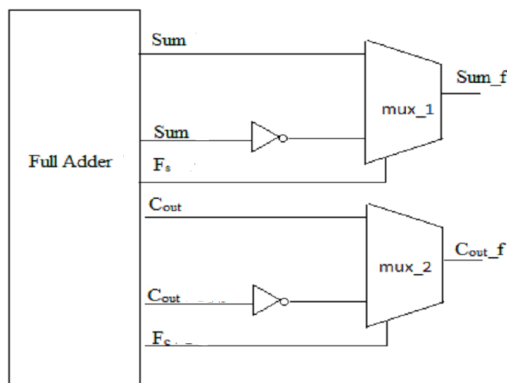 Sum
Sum_f
mux_1
Sum
Full Adder
Fs
Cout
Cout_f
mux_2
Cout
Fc